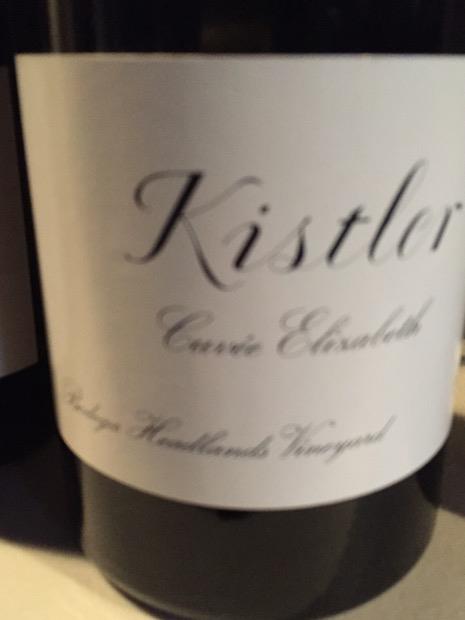 Kistler
Cuvée Elizabeth
Bodega Headlands Vineyard